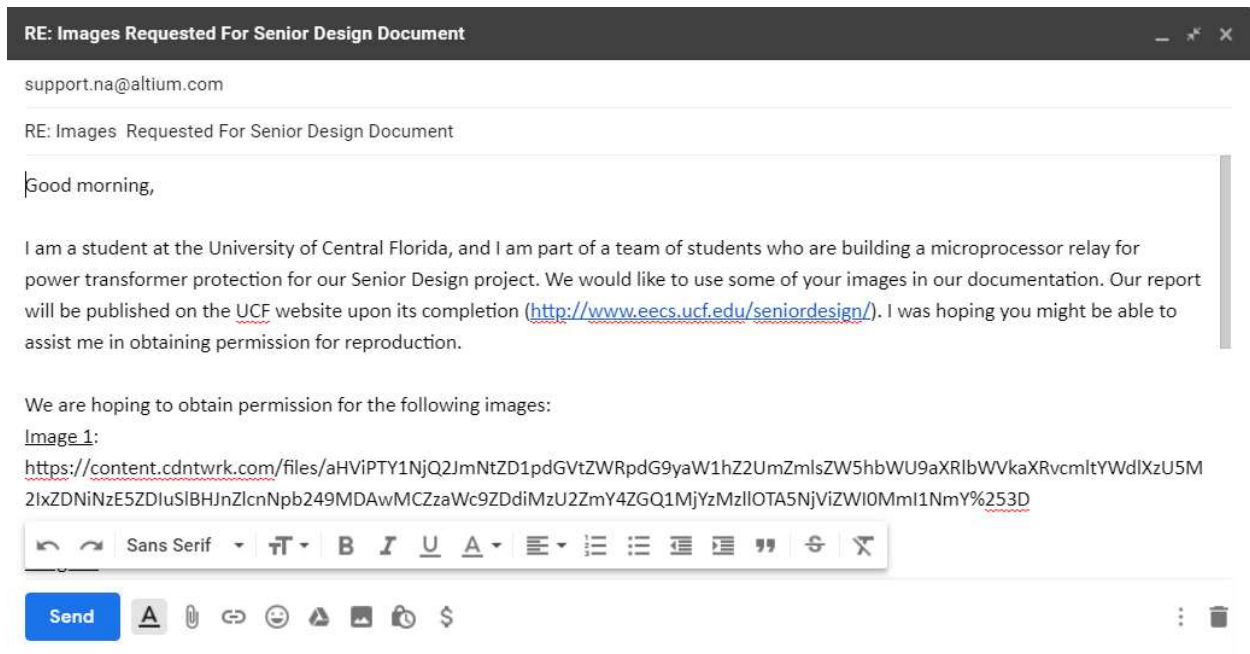 RE: Images Requested For Senior Design Document
support.na@altium.com
RE: Images  Requested For Senior Design Document
Good morning,
I am a student at the University of Central Florida, and I am part of a team of students who are building a microprocessor relay for
power transformer protection for our Senior Design project. We would like to use some of your images in our documentation. Our report
will be published on the UCF website upon its completion (http://www.eecs.ucf.edu/seniordesign/). I was hoping you might be able to
assist me in obtaining permission for reproduction.
We are hoping to obtain permission for the following images:
Image 1:
https://content.cdntwrk.com/files/aHViPTY1NjQ2JmNtZD1pdGVtZWRpdG9yaW1hZ2UmZmlsZW5hbWU9aXRlbWVkaXRvcmltYWdlXzU5M
2IxZDNiNzE5ZDIuSlBHJnZlcnNpb249MDAwMCZzaWc9ZDdiMzU2ZmY4ZGQ1MjYzMzllOTA5NjViZWI0MmI1NmY%253D
Sans Serif
Send